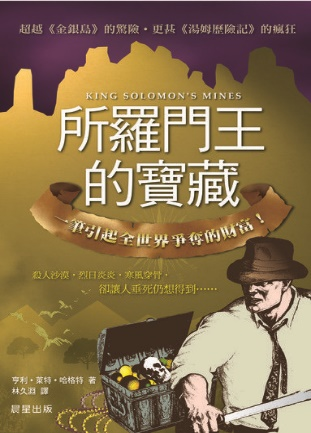 超越《金銀島》的驚險・更甚《湯姆歷險記》的瘋狂
KING SOLOMON'S MINES
所羅門王
的寶藏
一筆引起全世界爭奪的財富！
殺人沙漠，烈日炎炎，寒風穿骨，
卻讓人垂死仍想得到……
亨利・萊特・哈格特 著
林久淵 譯
晨星出版